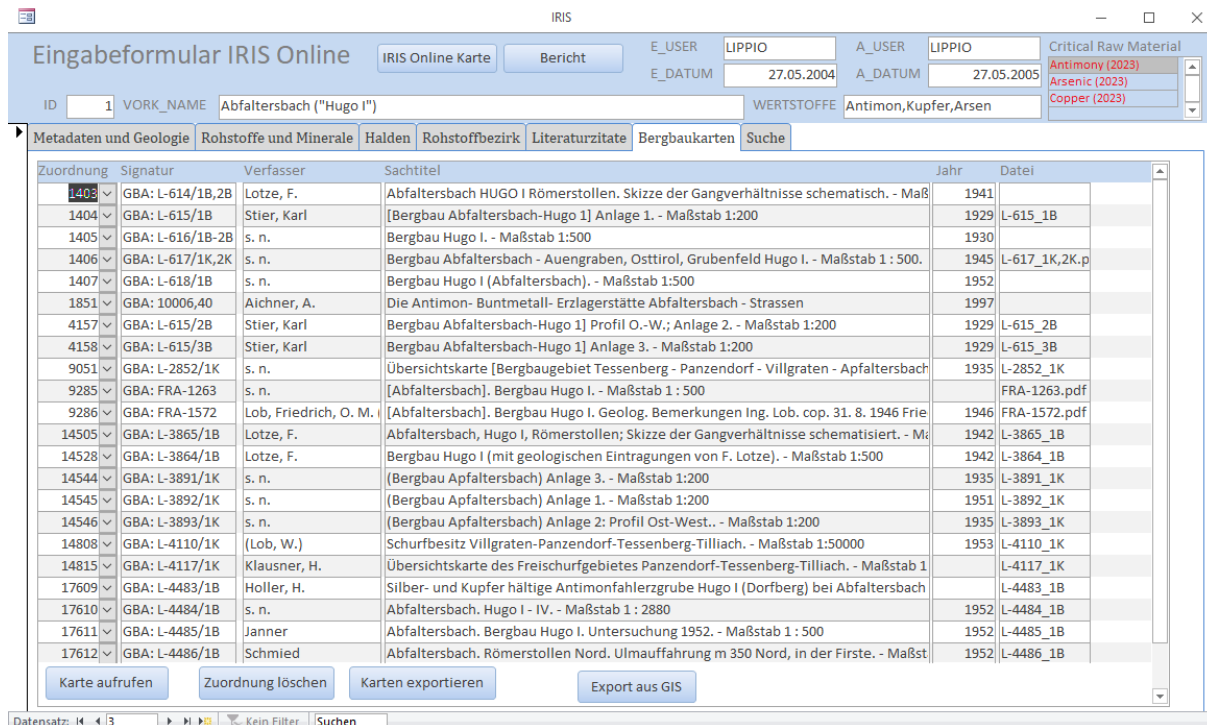 IRIS
Eingabeformular IRIS Online
IRIS Online Karte
Bericht
E_USER LIPPIO A_USER LIPPIO
E_DATUM 27.05.2004 A_DATUM 27.05.2005
Critical Raw Material
Antimony (2023)
Arsenic (2023)
Copper (2023)
ID 1 VORK_NAME Abfaltersbach ("Hugo I") WERTSTOFFE Antimon,Kupfer,Arsen
Metadaten und Geologie Rohstoffe und Minerale Halden Rohstoffbezirk Literaturzitate Bergbaukarten Suche
Zuordnung Signatur Verfasser Sachtitel Jahr Datei
1403 GBA: L-614/1B,2B Lotze, F. Abfaltersbach HUGO I Römerstollen. Skizze der Gangverhältnisse schematisch. - Maß 1941
1404 GBA: L-615/1B Stier, Karl [Bergbau Abfaltersbach-Hugo 1] Anlage 1. - Maßstab 1:200 1929 L-615_1B
1405 GBA: L-616/1B-2B s. n. Bergbau Hugo I. - Maßstab 1:500 1930
1406 GBA: L-617/1K,2K s. n. Bergbau Abfaltersbach - Auengraben, Osttirol, Grubenfeld Hugo I. - Maßstab 1 : 500. 1945 L-617_1K,2K.p
1407 GBA: L-618/1B s. n. Bergbau Hugo I (Abfaltersbach). - Maßstab 1:500 1952
1851 GBA: 10006,40 Aichner, A. Die Antimon- Buntmetall- Erzlagerstätte Abfaltersbach - Strassen 1997
4157 GBA: L-615/2B Stier, Karl Bergbau Abfaltersbach-Hugo 1] Profil O.-W.; Anlage 2. - Maßstab 1:200 1929 L-615_2B
4158 GBA: L-615/3B Stier, Karl Bergbau Abfaltersbach-Hugo 1] Anlage 3. - Maßstab 1:200 1929 L-615_3B
9051 GBA: L-2852/1K s. n. Übersichtskarte [Bergbaugebiet Tessenberg - Panzendorf - Villgraten - Apfaltersbach 1935 L-2852_1K
9285 GBA: FRA-1263 s. n. [Abfaltersbach]. Bergbau Hugo I. - Maßstab 1 : 500 FRA-1263.pdf
9286 GBA: FRA-1572 Lob, Friedrich, O. M. ( [Abfaltersbach]. Bergbau Hugo I. Geolog. Bemerkungen Ing. Lob. cop. 31. 8. 1946 Frie 1946 FRA-1572.pdf
14505 GBA: L-3865/1B Lotze, F. Abfaltersbach, Hugo I, Römerstollen; Skizze der Gangverhältnisse schematisiert. - Ma 1942 L-3865_1B
14528 GBA: L-3864/1B Lotze, F. Bergbau Hugo I (mit geologischen Eintragungen von F. Lotze). - Maßstab 1:500 1942 L-3864_1B
14544 GBA: L-3891/1K s. n. (Bergbau Apfaltersbach) Anlage 3. - Maßstab 1:200 1935 L-3891_1K
14545 GBA: L-3892/1K s. n. (Bergbau Apfaltersbach) Anlage 1. - Maßstab 1:200 1951 L-3892_1K
14546 GBA: L-3893/1K s. n. (Bergbau Apfaltersbach) Anlage 2: Profil Ost-West.. - Maßstab 1:200 1935 L-3893_1K
14808 GBA: L-4110/1K (Lob, W.) Schurfbesitz Villgraten-Panzendorf-Tessenberg-Tilliach. - Maßstab 1:50000 1953 L-4110_1K
14815 GBA: L-4117/1K Klausner, H. Übersichtskarte des Freischurfgebietes Panzendorf-Tessenberg-Tilliach. - Maßstab 1 L-4117_1K
17609 GBA: L-4483/1B Holler, H. Silber- und Kupfer hältige Antimonfahlerzgrube Hugo I (Dorfberg) bei Abfaltersbach L-4483_1B
17610 GBA: L-4484/1B s. n. Abfaltersbach. Hugo I - IV. - Maßstab 1 : 2880 1952 L-4484_1B
17611 GBA: L-4485/1B Janner Abfaltersbach. Bergbau Hugo I. Untersuchung 1952. - Maßstab 1 : 500 1952 L-4485_1B
17612 GBA: L-4486/1B Schmied Abfaltersbach. Römerstollen Nord. Ulmauffahrung m 350 Nord, in der Firste. - Maßst 1952 L-4486_1B
Karte aufrufen Zuordnung löschen Karten exportieren Export aus GIS
Datensatz: 3 Kein Filter Suchen